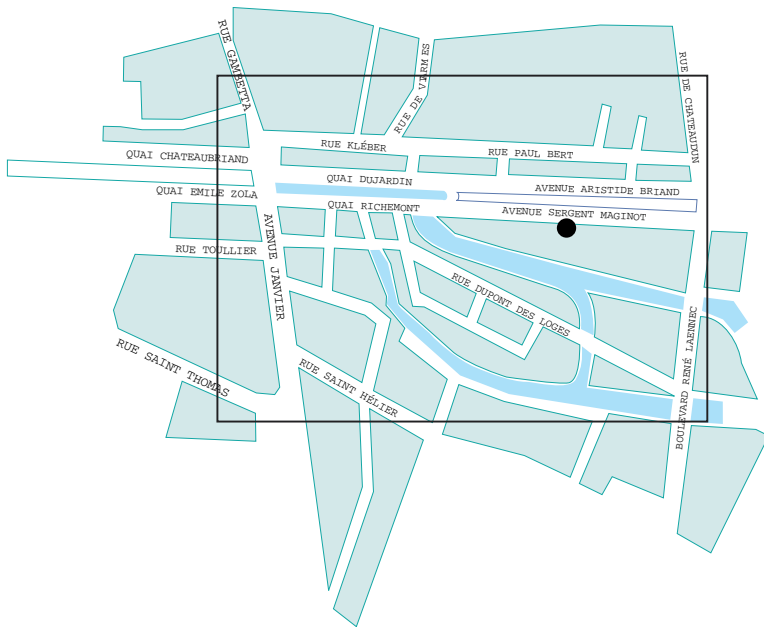 RUE GAMBETTA
RUE DE VIARMES
RUE DE CHATEAUDUN
RUE KLÉBER
RUE PAUL BERT
QUAI CHATEAUBRIAND
QUAI DUJARDIN
AVENUE ARISTIDE BRIAND
QUAI EMILE ZOLA
QUAI RICHEMONT
AVENUE SERGENT MAGINOT
RUE TOULLIER
AVENUE JANVIER
RUE DUPONT DES LOGES
RUE SAINT THOMAS
RUE SAINT HÉLIER
BOULEVARD RENÉ LAENNEC